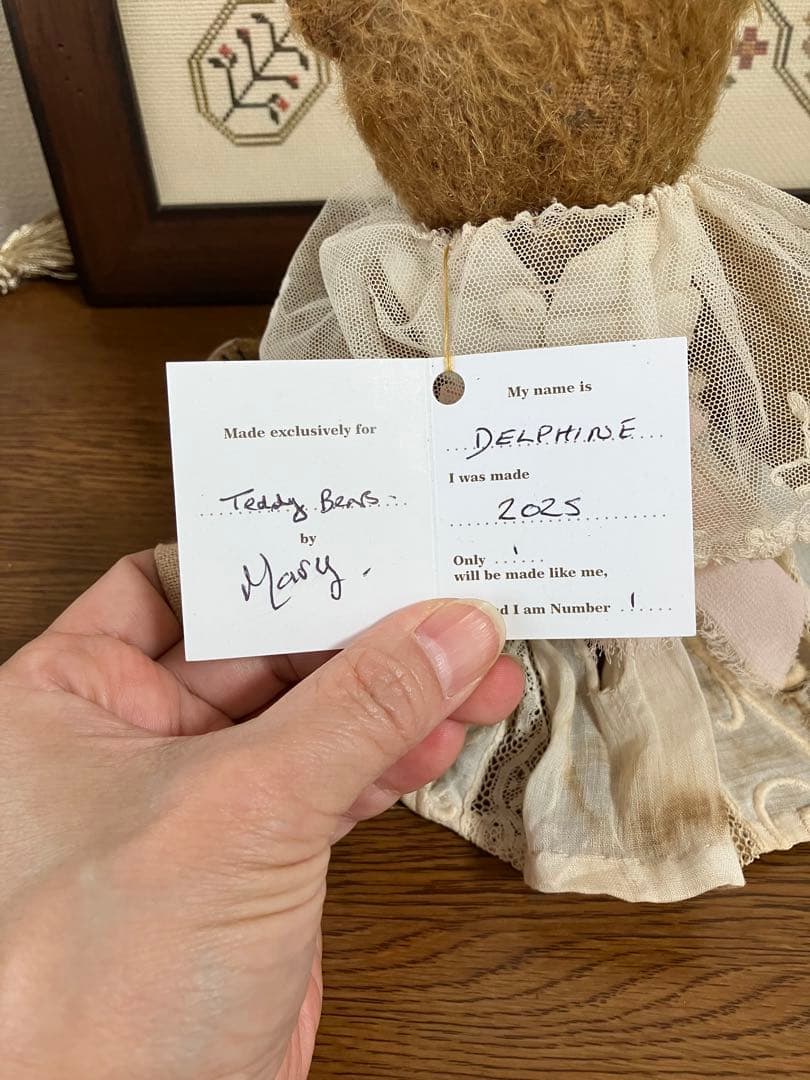 Made exclusively for
Teddy Bears
by
Mary.
My name is
DELPHINE
I was made
2025
Only 1
will be made like me,
d I am Number 1